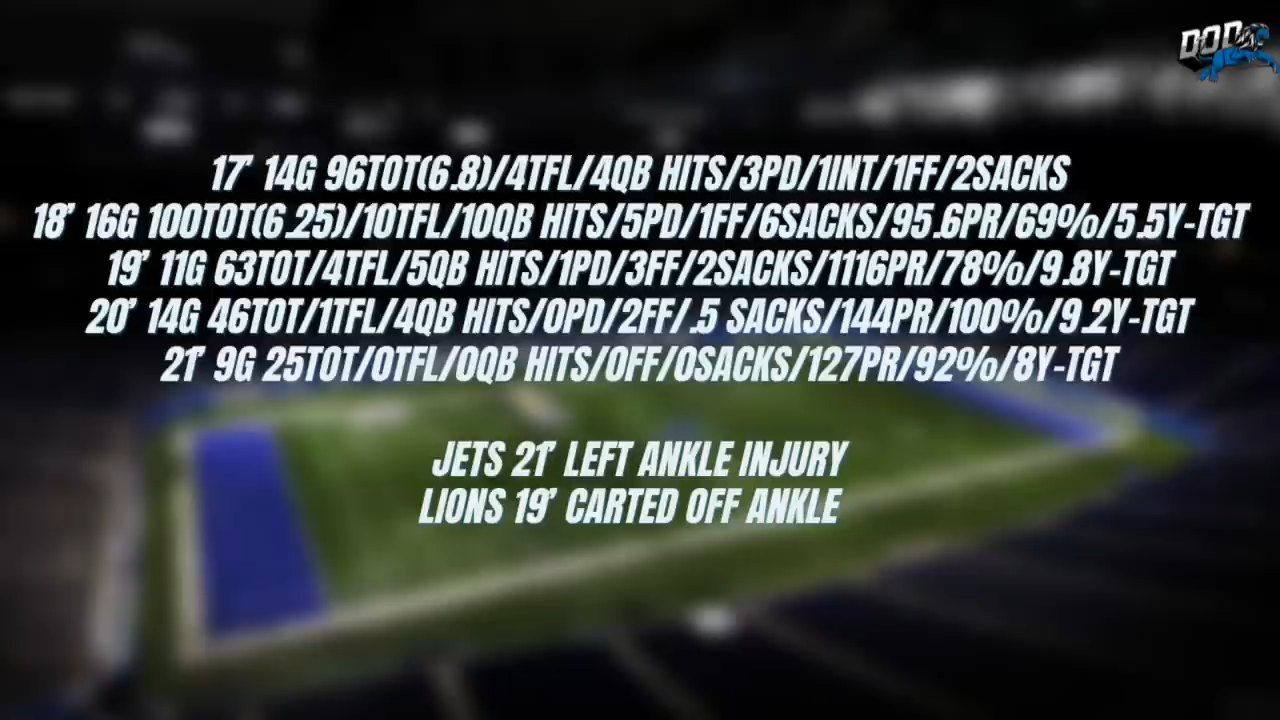 DOD
17' 14G 96TOT(6.8)/4TFL/4QB HITS/3PD/1INT/1FF/2SACKS
18' 16G 100TOT(6.25)/10TFL/10QB HITS/5PD/1FF/6SACKS/95.6PR/69%/5.5Y-TGT
19' 11G 63TOT/4TFL/5QB HITS/1PD/3FF/2SACKS/1116PR/78%/9.8Y-TGT
20' 14G 46TOT/1TFL/4QB HITS/0PD/2FF/.5 SACKS/144PR/100%/9.2Y-TGT
21' 9G 25TOT/0TFL/0QB HITS/0FF/0SACKS/127PR/92%/8Y-TGT
JETS 21' LEFT ANKLE INJURY
LIONS 19' CARTED OFF ANKLE